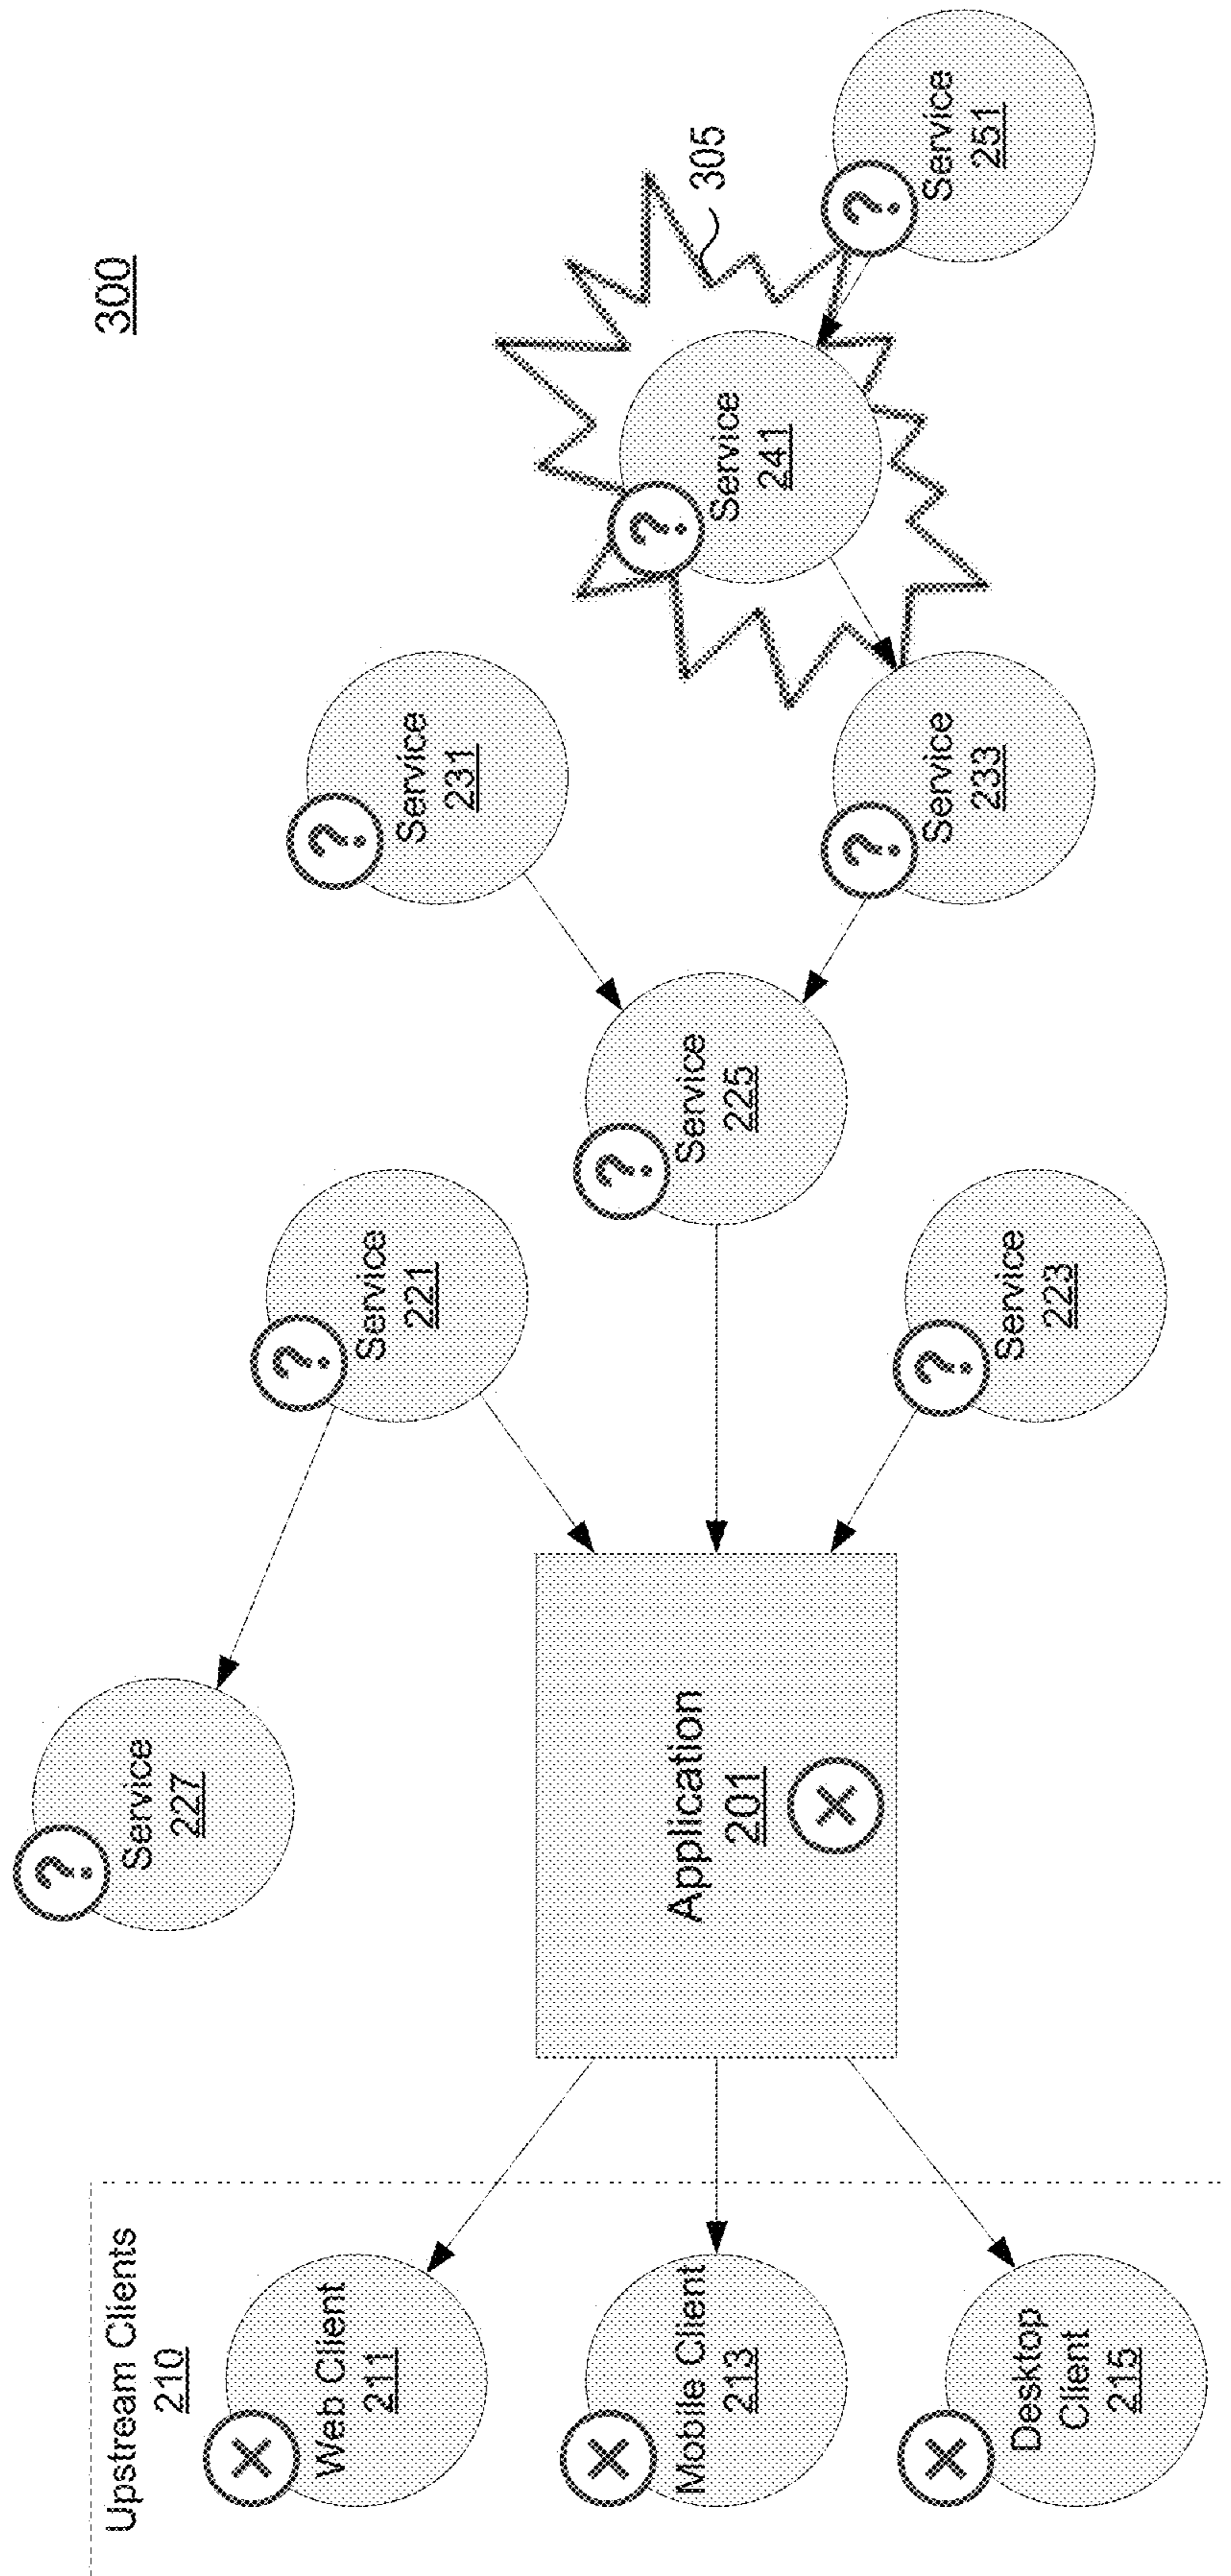 300
Upstream Clients
210
X
Web Client
211
X
Mobile Client
213
X
Desktop
Client
215
Application
201
X
?
Service
227
?
Service
221
?
Service
225
?
Service
223
?
Service
231
?
Service
233
?
Service
241
305
?
Service
251